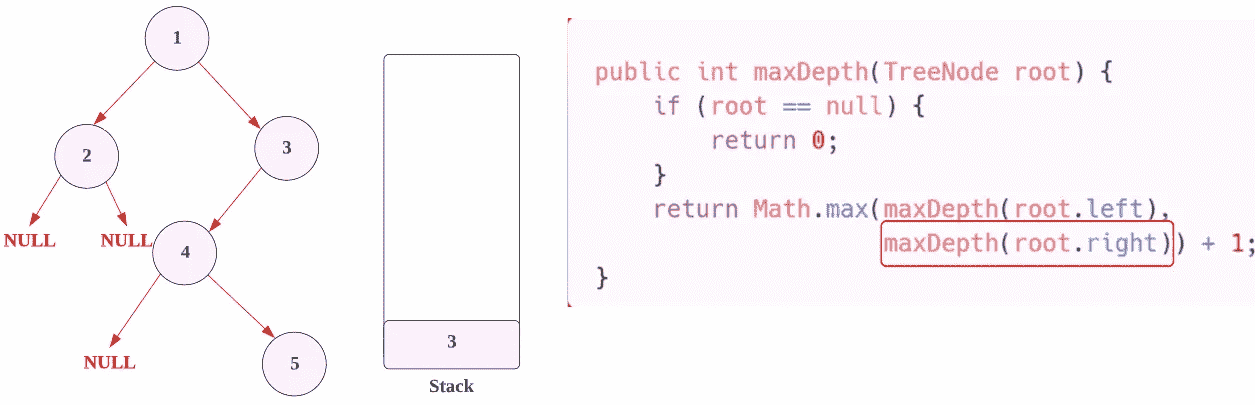 1
2
3
NULL
NULL
4
NULL
5
3
Stack
public int maxDepth(TreeNode root) {
    if (root == null) {
        return 0;
    }
    return Math.max(maxDepth(root.left),
                    maxDepth(root.right)) + 1;
}